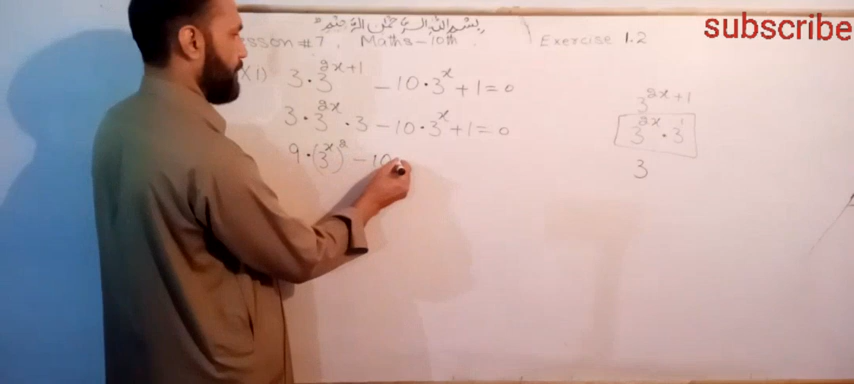 subscribe
بسم الله الرحمن الرحيم
Lesson #7, Maths-10th. Exercise 1.2
X1) 3·3^{2x+1} -10·3^x+1=0
3·3^{2x}·3-10·3^x+1=0
9·(3^x)^2-10
3^{2x+1}
3^{2x}·3^1
3